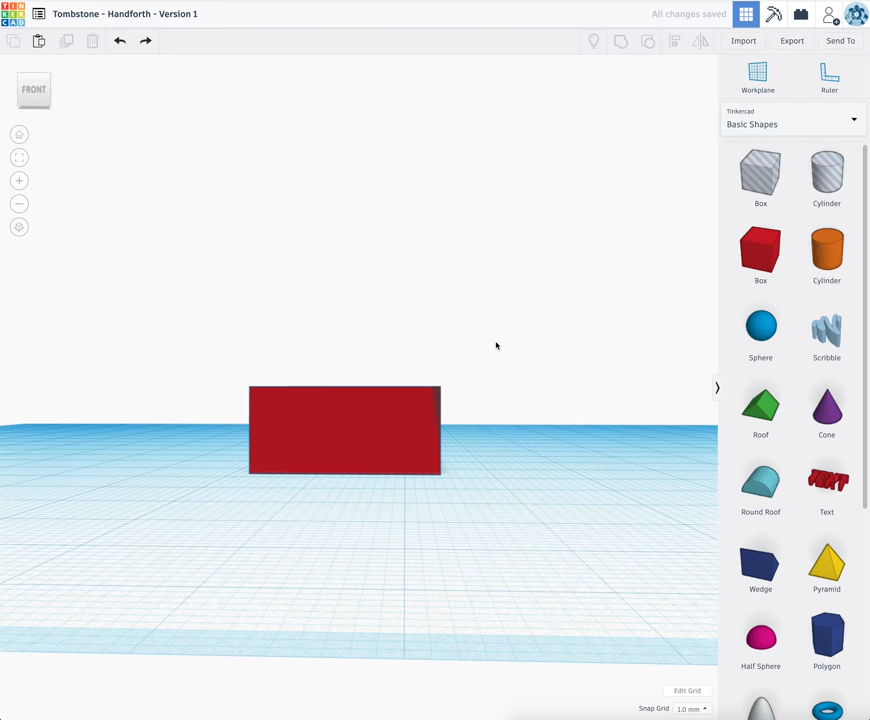 TIN
KER
CAD
Tombstone - Handforth - Version 1
All changes saved
Import
Export
Send To
FRONT
Workplane
Ruler
Tinkercad
Basic Shapes
Box
Cylinder
Box
Cylinder
Sphere
Scribble
Roof
Cone
Round Roof
TEXT
Text
Wedge
Pyramid
Half Sphere
Polygon
Edit Grid
Snap Grid
1.0 mm